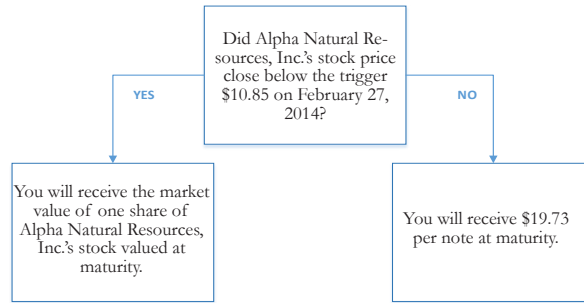 Did Alpha Natural Re-
sources, Inc.'s stock price
close below the trigger
$10.85 on February 27,
2014?
YES
NO
You will receive the market
value of one share of
Alpha Natural Resources,
Inc.'s stock valued at
maturity.
You will receive $19.73
per note at maturity.